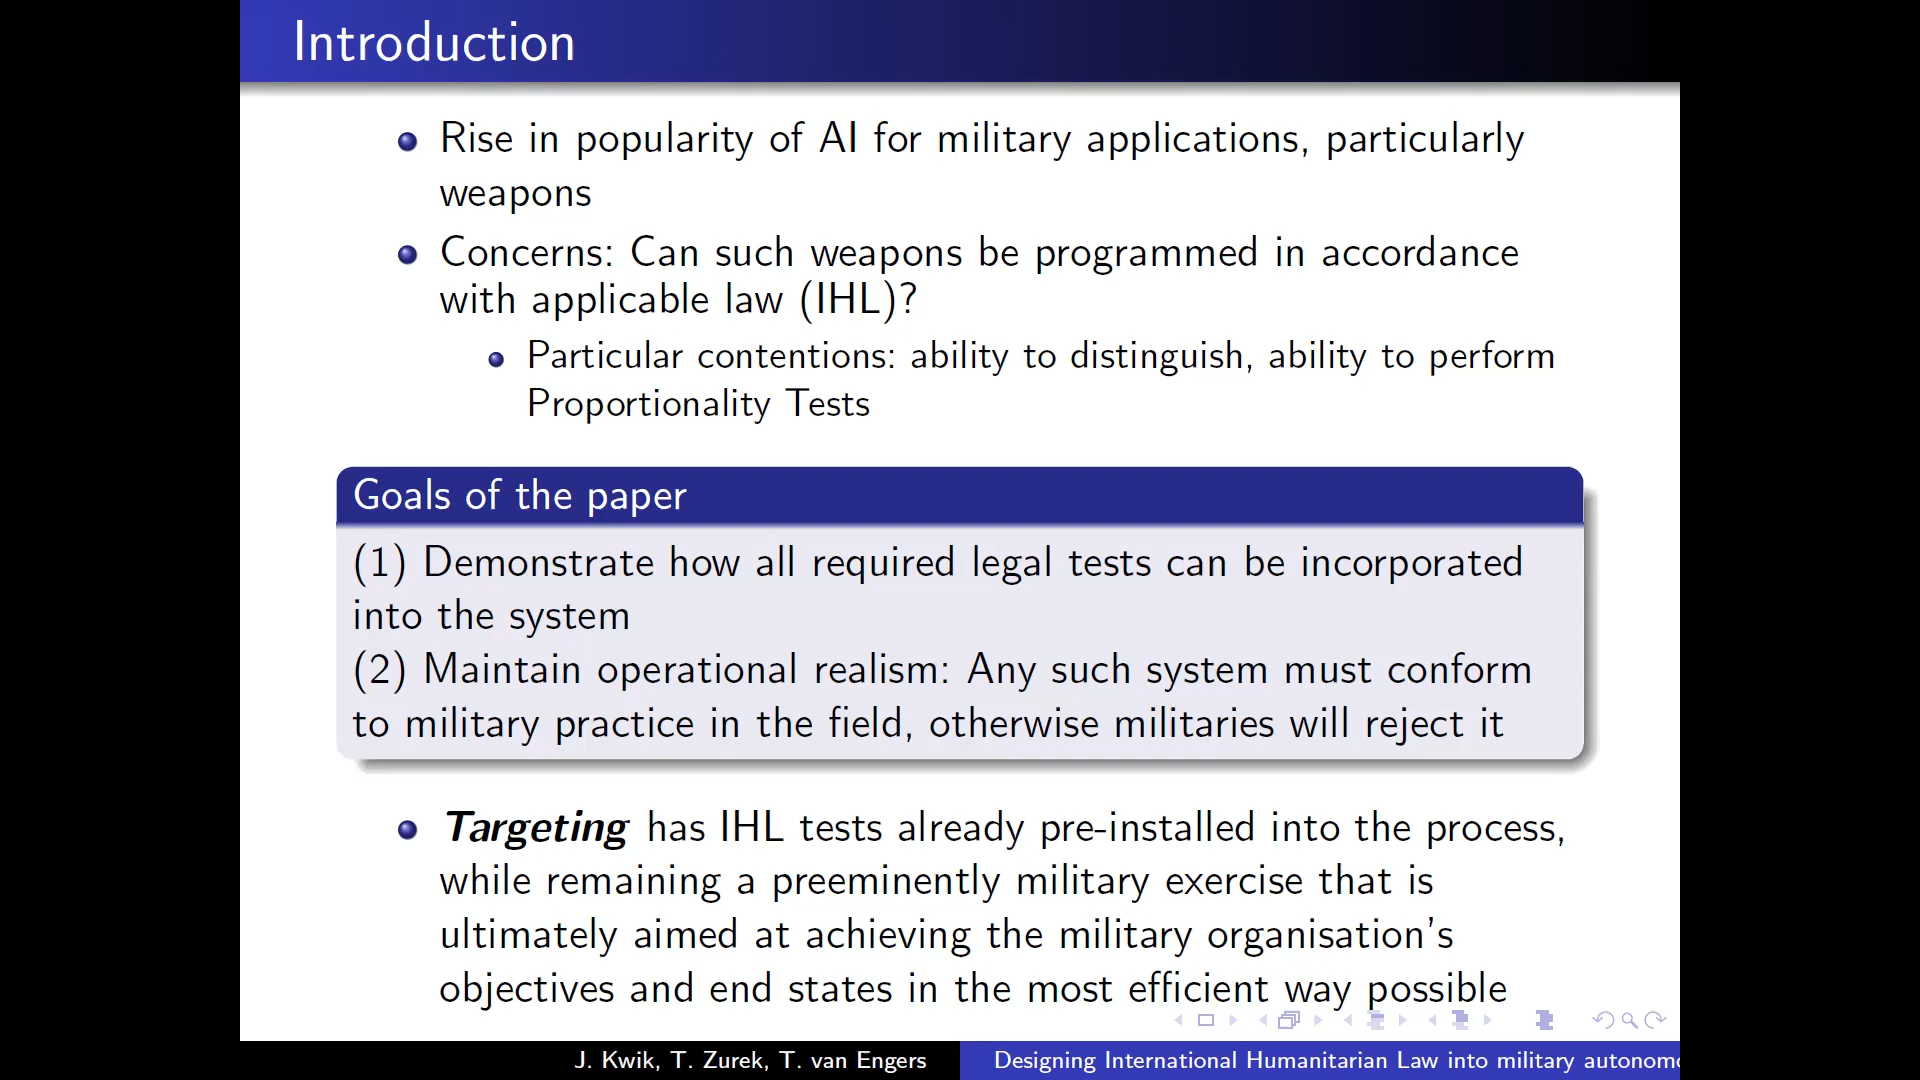 Introduction
Rise in popularity of AI for military applications, particularly
weapons
Concerns: Can such weapons be programmed in accordance
with applicable law (IHL)?
Particular contentions: ability to distinguish, ability to perform
Proportionality Tests
Goals of the paper
(1) Demonstrate how all required legal tests can be incorporated
into the system
(2) Maintain operational realism: Any such system must conform
to military practice in the field, otherwise militaries will reject it
Targeting has IHL tests already pre-installed into the process,
while remaining a preeminently military exercise that is
ultimately aimed at achieving the military organisation's
objectives and end states in the most efficient way possible
J. Kwik, T. Zurek, T. van Engers
Designing International Humanitarian Law into military